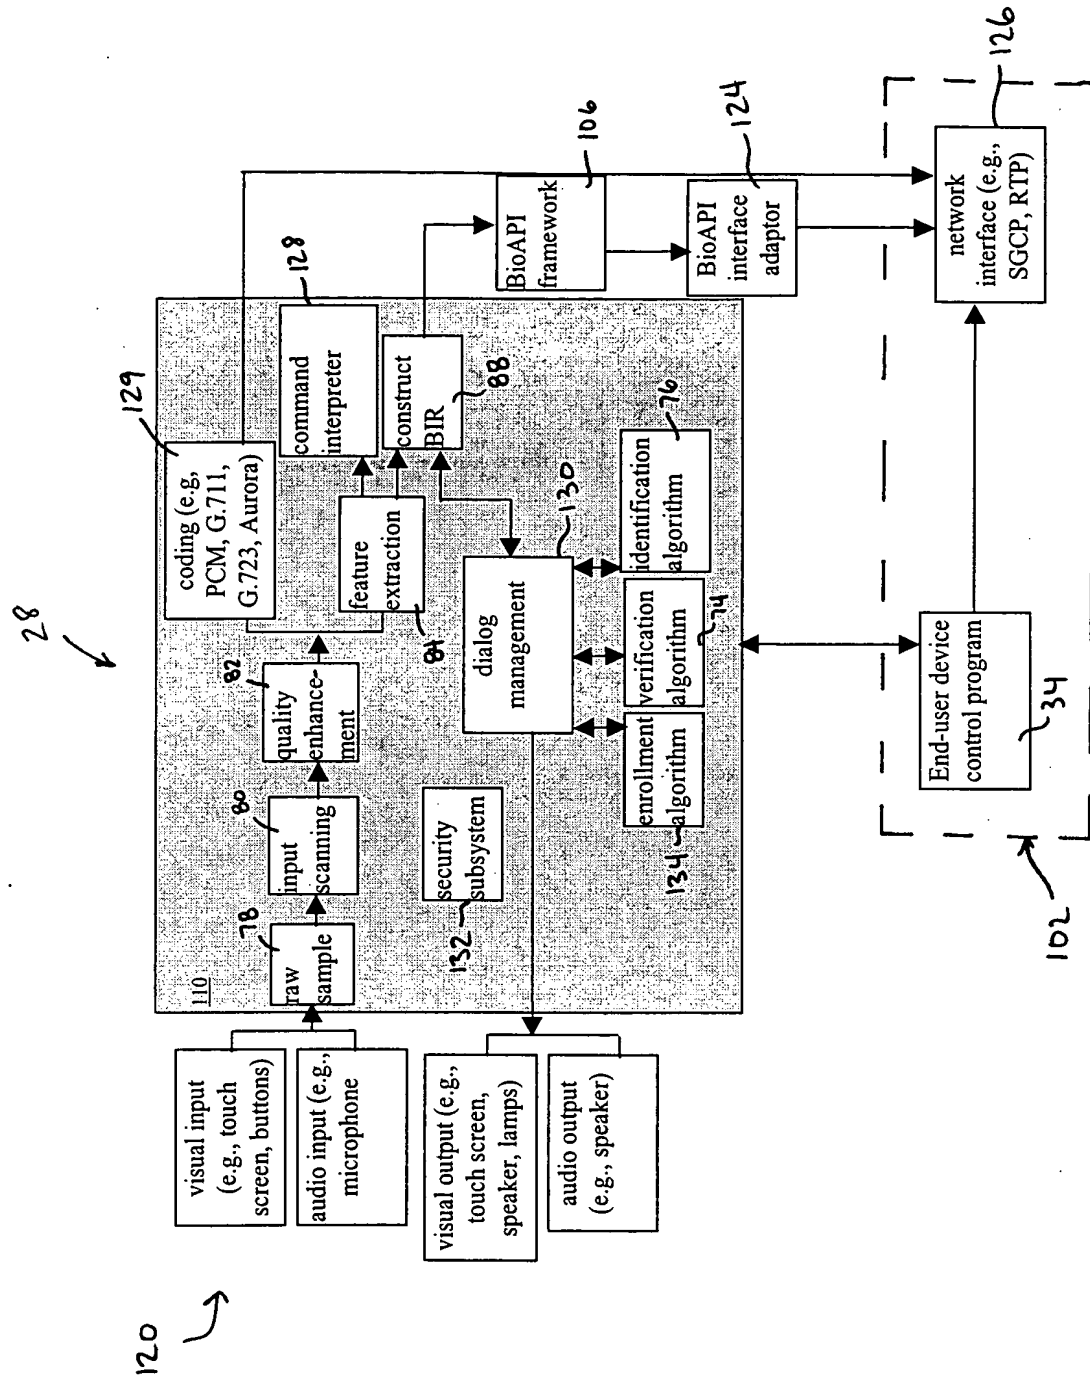 28
120
visual input
(e.g., touch
screen, buttons)
audio input (e.g.,
microphone
visual output (e.g.,
touch screen,
speaker, lamps)
audio output
(e.g., speaker)
110
raw
sample
78
input
scanning
80
quality
enhance-
ment
82
coding (e.g,
PCM, G.711,
G.723, Aurora)
129
feature
extraction
84
command
interpreter
128
construct
BIR
88
security
subsystem
132
dialog
management
130
enrollment
algorithm
134
verification
algorithm
74
identification
algorithm
76
BioAPI
framework
106
BioAPI
interface
adaptor
124
network
interface (e.g.,
SGCP, RTP)
126
End-user device
control program
34
102